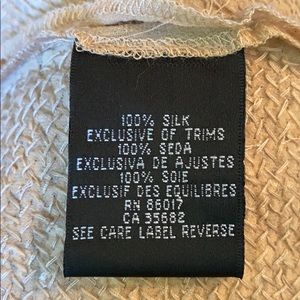 100% SILK
EXCLUSIVE OF TRIMS
100% SEDA
EXCLUSIVA DE AJUSTES
100% SOIE
EXCLUSIF DES EQUILIBRES
RN 86017
CA 35682
SEE CARE LABEL REVERSE